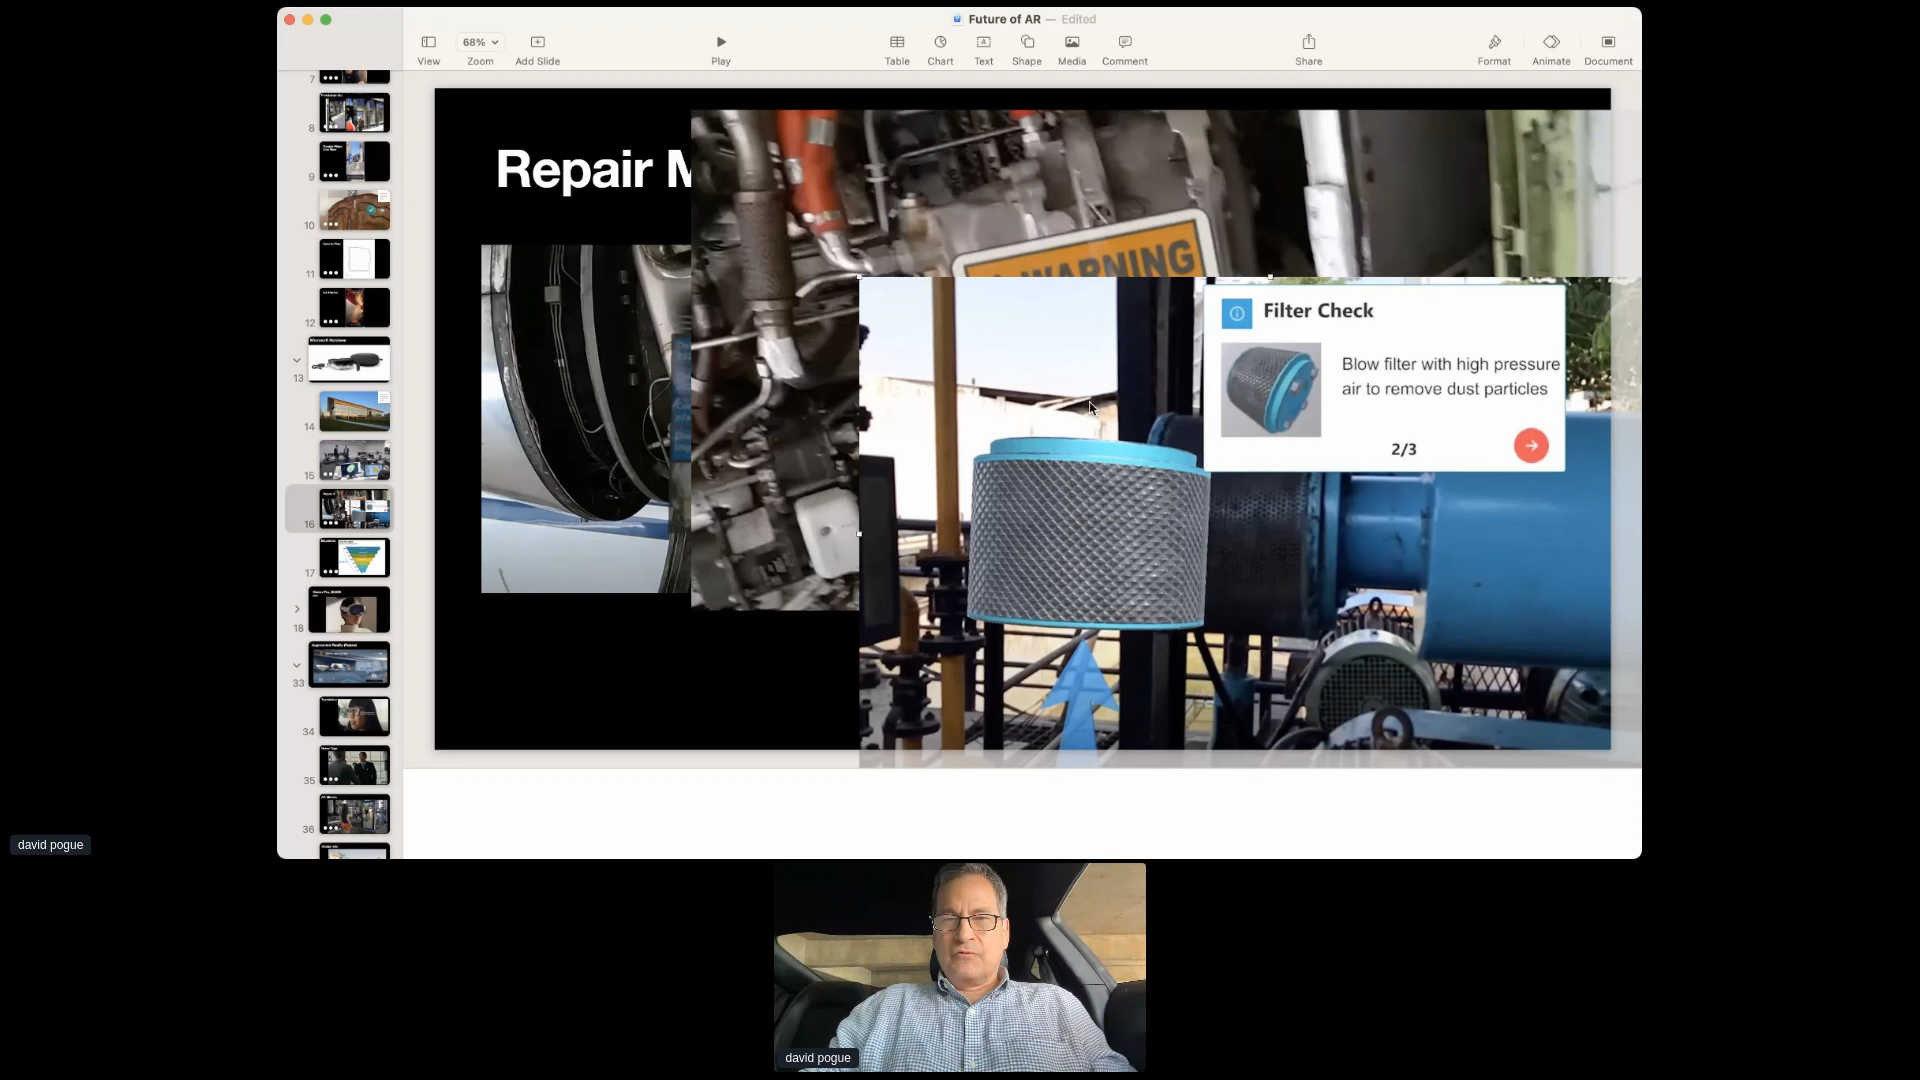 Future of AR — Edited
68%
View
Zoom
Add Slide
Play
Table
Chart
Text
Shape
Media
Comment
Share
Format
Animate
Document
7
8
9
10
11
12
13
14
15
16
17
18
33
34
35
36
Repair M
WARNING
Filter Check
Blow filter with high pressure
air to remove dust particles
2/3
david pogue
david pogue